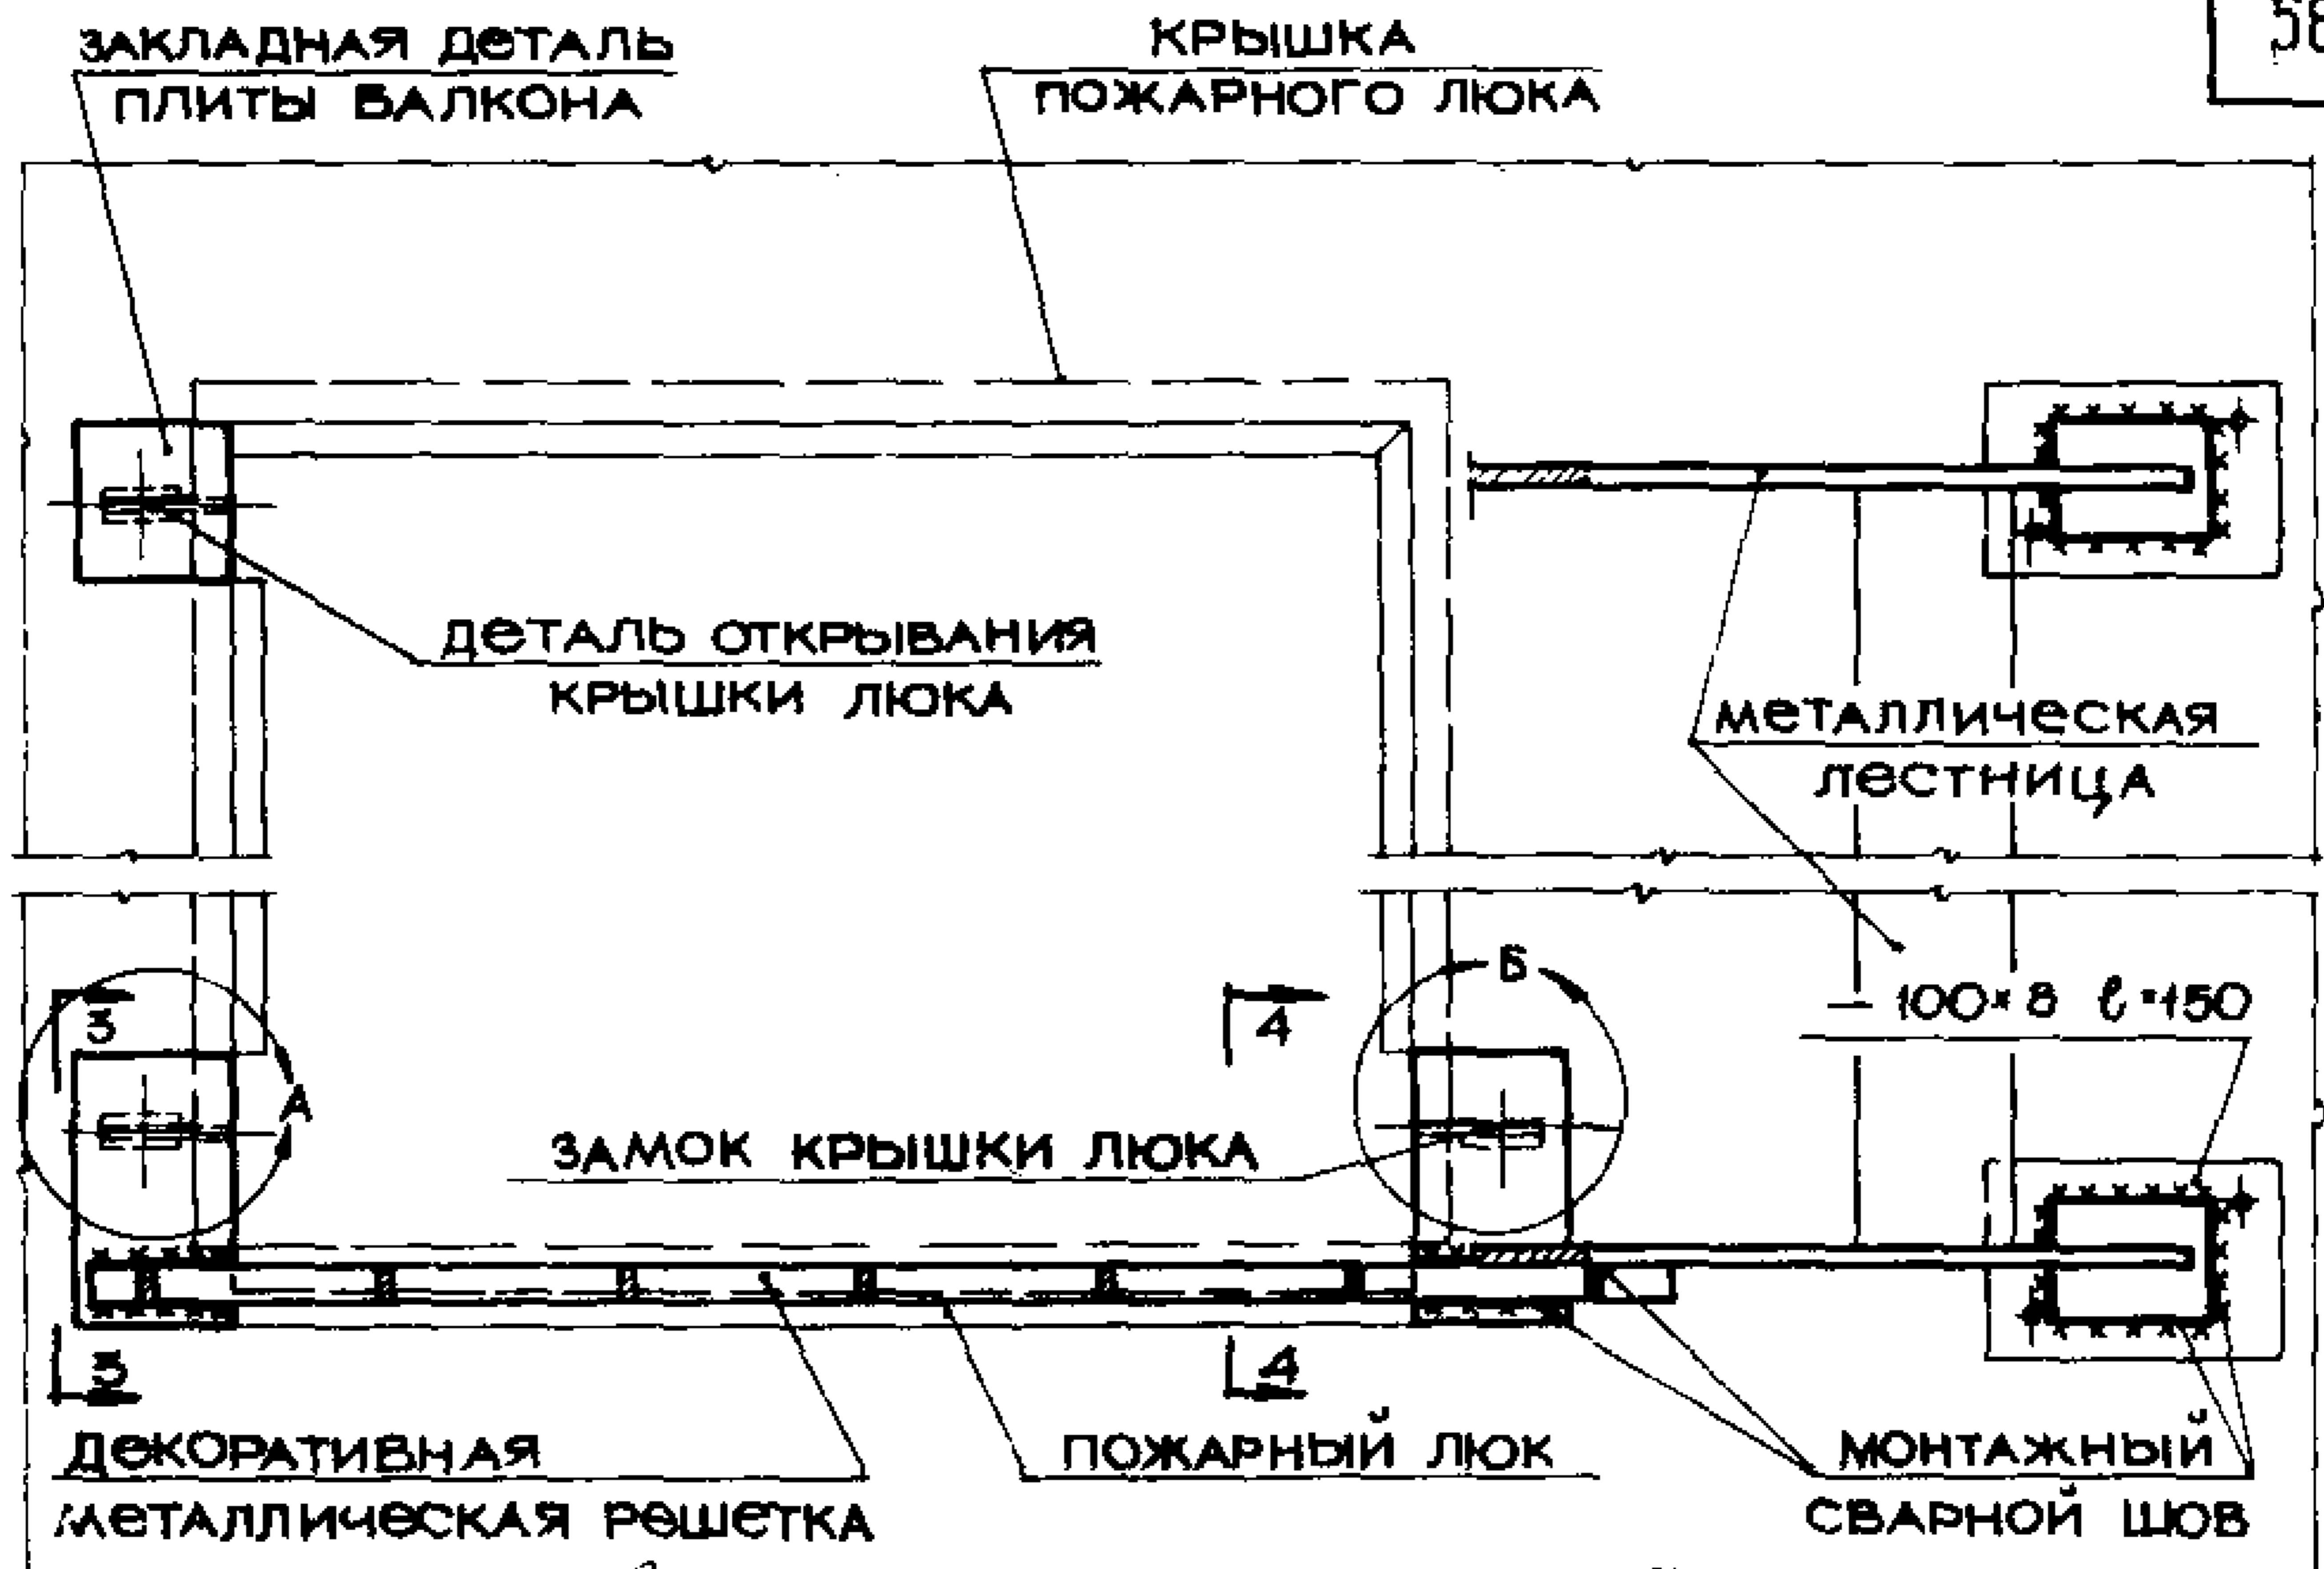 ЗАКЛАДНАЯ ДЕТАЛЬ
ПЛИТЫ БАЛКОНА
КРЫШКА
ПОЖАРНОГО ЛЮКА
ДЕТАЛЬ ОТКРЫВАНИЯ
КРЫШКИ ЛЮКА
МЕТАЛЛИЧЕСКАЯ
ЛЕСТНИЦА
Б
3
4
— 100×8 ℓ=150
А
ЗАМОК КРЫШКИ ЛЮКА
3
4
ДЕКОРАТИВНАЯ
МЕТАЛЛИЧЕСКАЯ РЕШЕТКА
ПОЖАРНЫЙ ЛЮК
МОНТАЖНЫЙ
СВАРНОЙ ШОВ